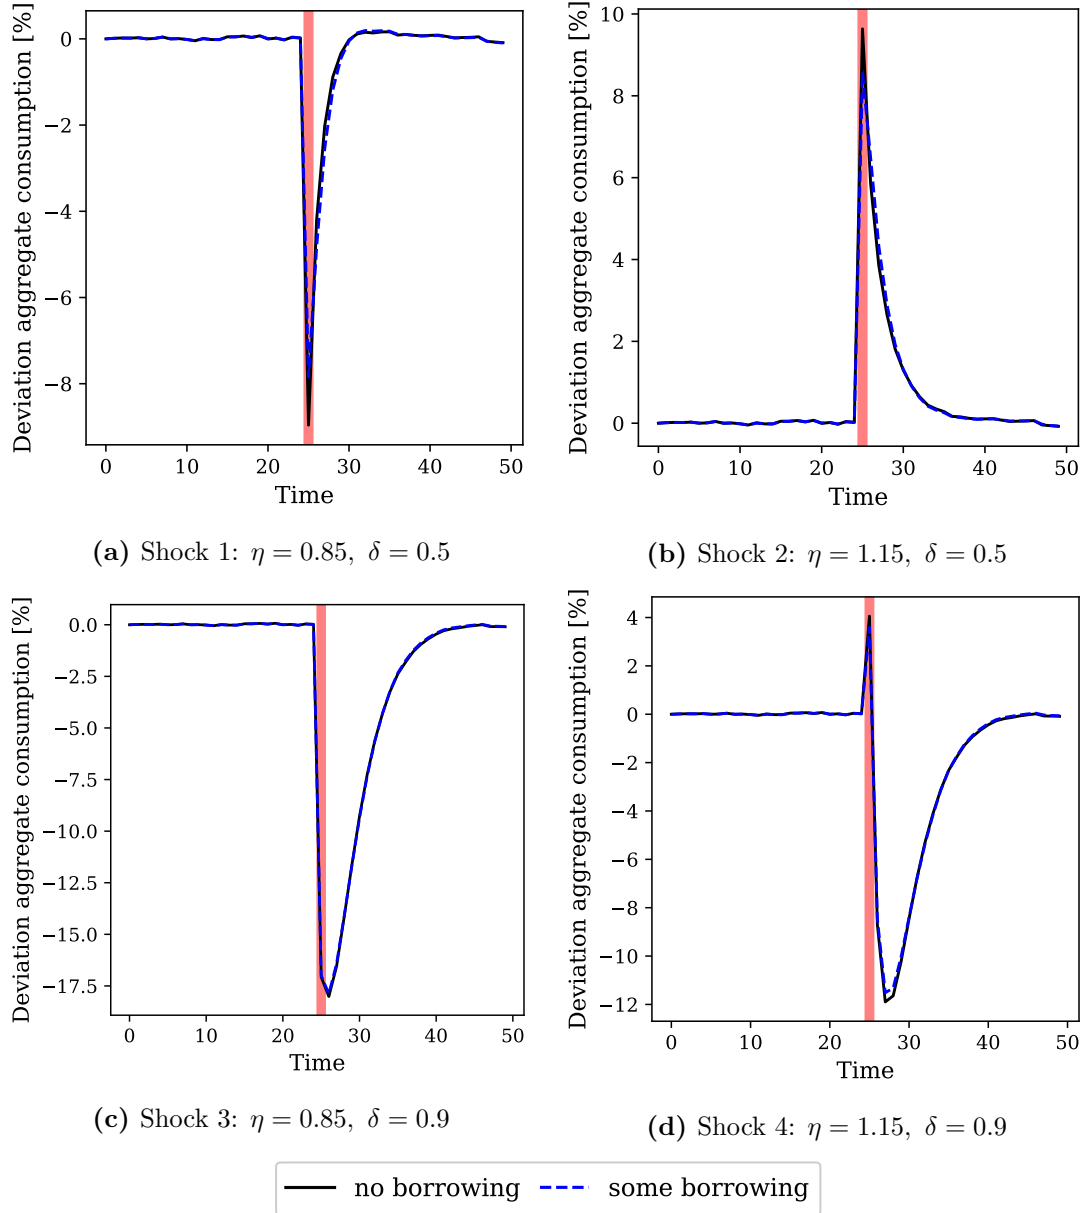 Deviation aggregate consumption [%]
0
−2
−4
−6
−8
0 10 20 30 40 50
Time
(a) Shock 1: η = 0.85, δ = 0.5
Deviation aggregate consumption [%]
10
8
6
4
2
0
0 10 20 30 40 50
Time
(b) Shock 2: η = 1.15, δ = 0.5
Deviation aggregate consumption [%]
0.0
−2.5
−5.0
−7.5
−10.0
−12.5
−15.0
−17.5
0 10 20 30 40 50
Time
(c) Shock 3: η = 0.85, δ = 0.9
Deviation aggregate consumption [%]
4
2
0
−2
−4
−6
−8
−10
−12
0 10 20 30 40 50
Time
(d) Shock 4: η = 1.15, δ = 0.9
no borrowing some borrowing